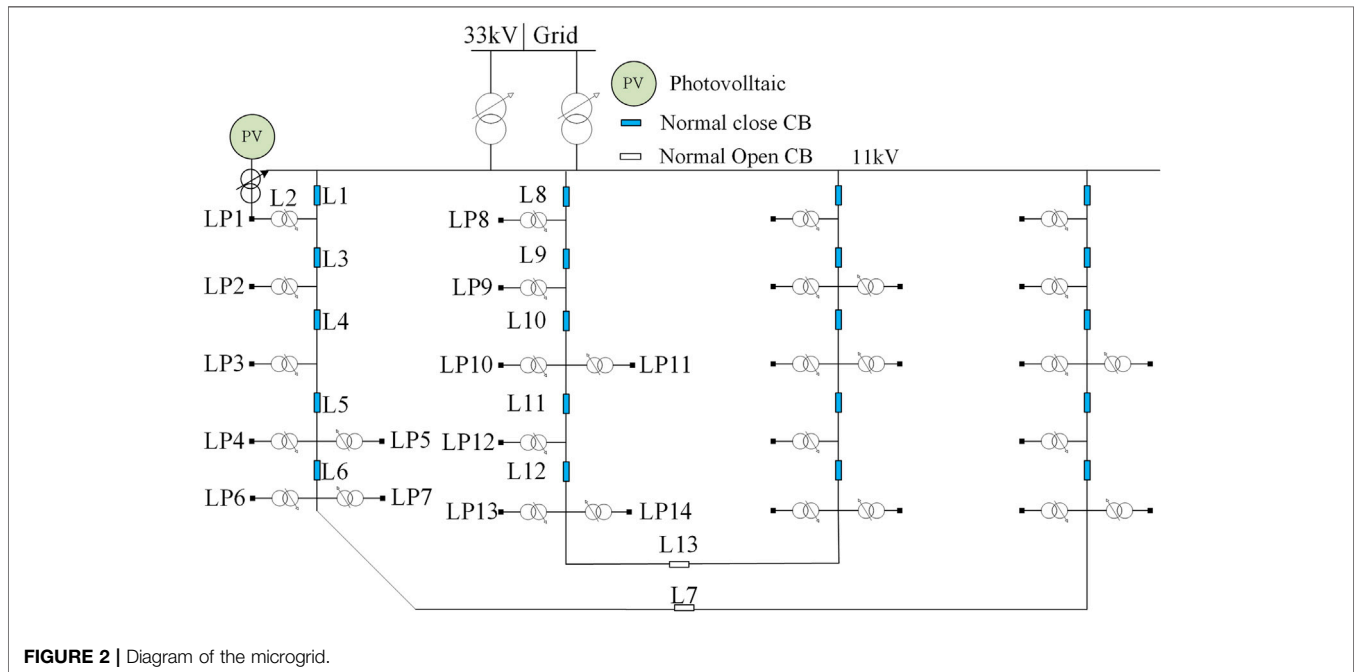 33kV Grid
PV Photovolltaic
Normal close CB
Normal Open CB 11kV
PV
L2 L1 L8
LP1 LP8
L3 L9
LP2 LP9
L4 L10
LP3 LP10 LP11
L5 L11
LP4 LP5 LP12
L6 L12
LP6 LP7 LP13 LP14
L13
L7
FIGURE 2 | Diagram of the microgrid.